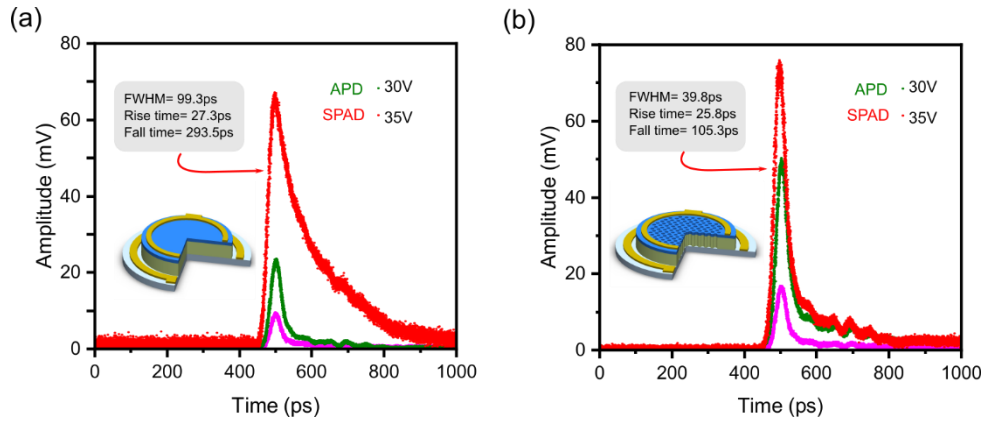 (a)
80
60
40
20
0
Amplitude (mV)
FWHM= 99.3ps
Rise time= 27.3ps
Fall time= 293.5ps
APD · 30V
SPAD · 35V
0 200 400 600 800 1000
Time (ps)
(b)
80
60
40
20
0
Amplitude (mV)
FWHM= 39.8ps
Rise time= 25.8ps
Fall time= 105.3ps
APD · 30V
SPAD · 35V
0 200 400 600 800 1000
Time (ps)